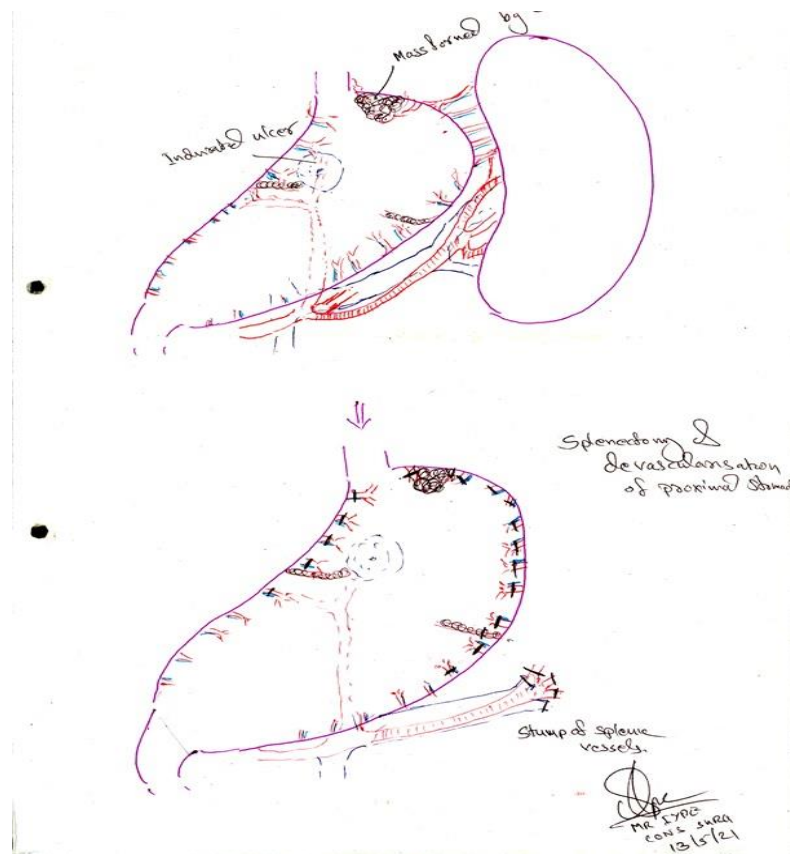 Mass formed by
Indurated ulcer
Splenectomy &
devascularisation
of proximal stomac
Stump of splenic
vessels.
MR IYPE
CONS SURG
13/5/21